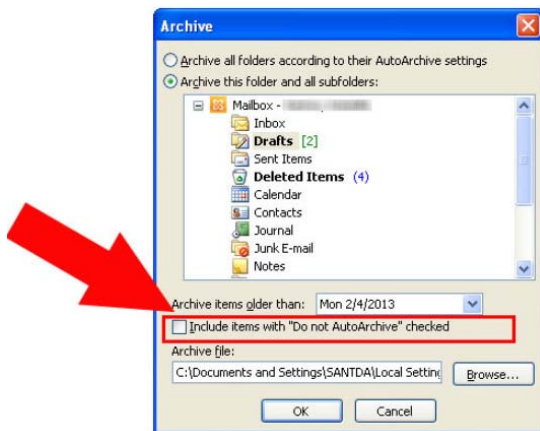 Archive
Archive all folders according to their AutoArchive settings
Archive this folder and all subfolders:
Mailbox -
Inbox
Drafts [2]
Sent Items
Deleted Items (4)
Calendar
Contacts
Journal
Junk E-mail
Notes
Archive items older than: Mon 2/4/2013
Include items with "Do not AutoArchive" checked
Archive file:
C:\Documents and Settings\SANTDA\Local Setting Browse...
OK Cancel